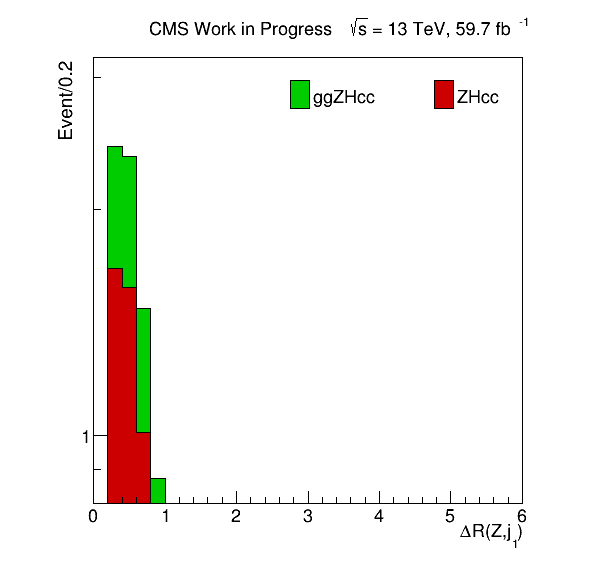 CMS Work in Progress √s = 13 TeV, 59.7 fb⁻¹
Event/0.2
ggZHcc ZHcc
1
0 1 2 3 4 5 6
ΔR(Z,j₁)